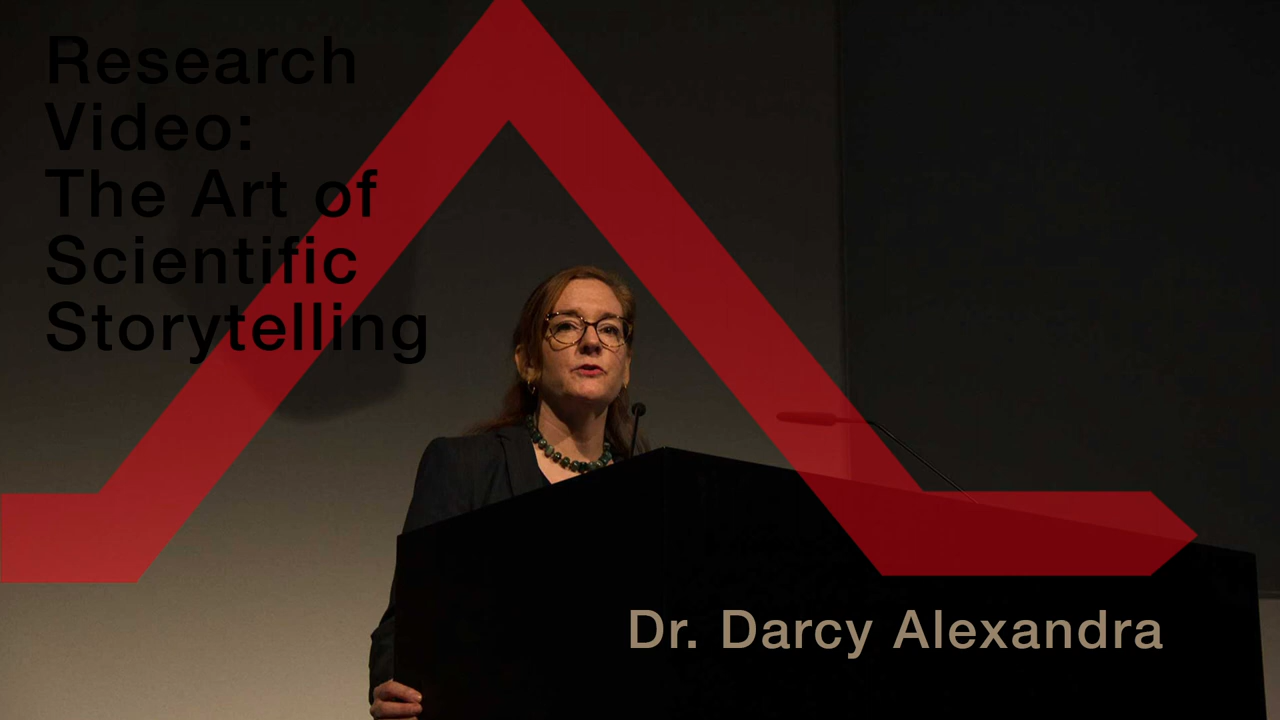 Research
Video:
The Art of
Scientific
Storytelling
Dr. Darcy Alexandra